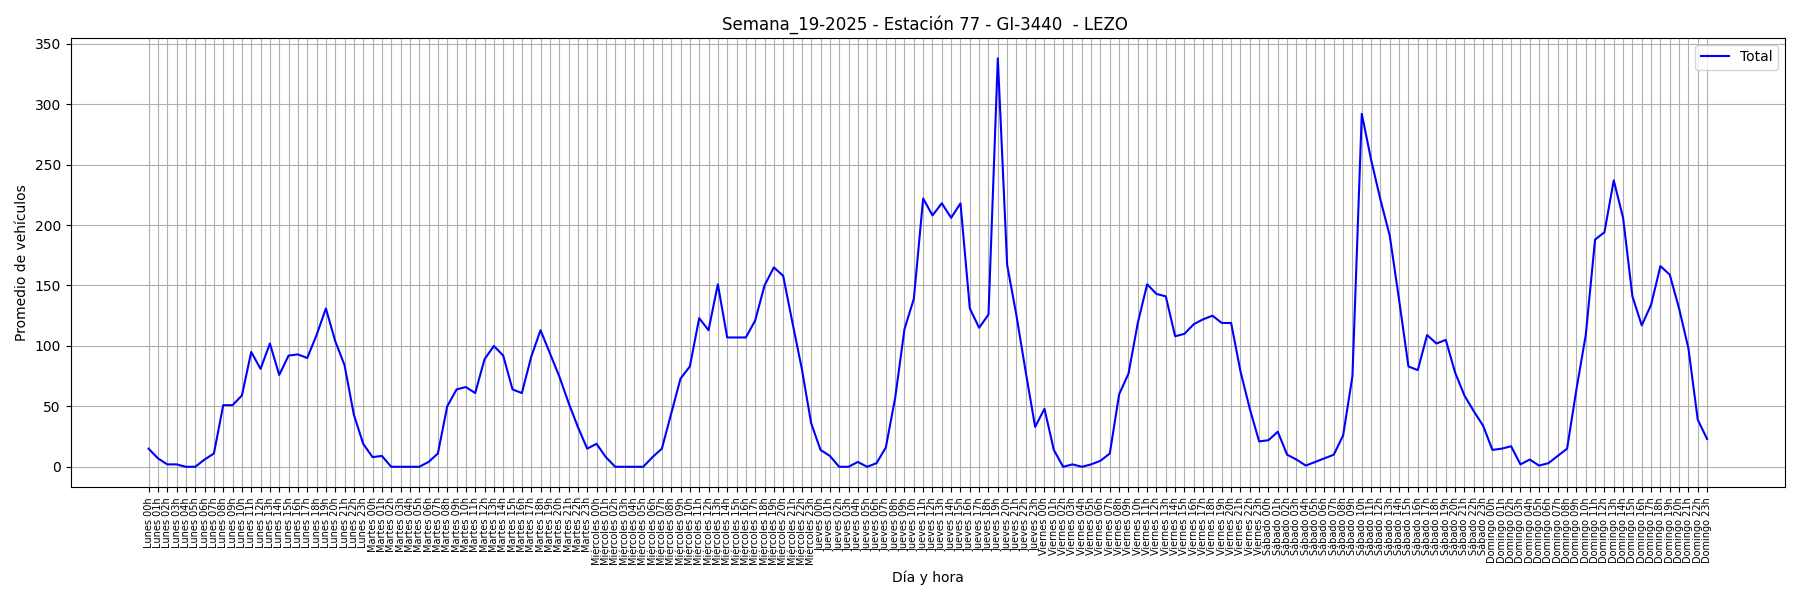 Semana_19-2025 - Estación 77 - GI-3440 - LEZO
Total
Promedio de vehículos
350
300
250
200
150
100
50
0
Lunes 00h
Lunes 01h
Lunes 02h
Lunes 03h
Lunes 04h
Lunes 05h
Lunes 06h
Lunes 07h
Lunes 08h
Lunes 09h
Lunes 10h
Lunes 11h
Lunes 12h
Lunes 13h
Lunes 14h
Lunes 15h
Lunes 16h
Lunes 17h
Lunes 18h
Lunes 19h
Lunes 20h
Lunes 21h
Lunes 22h
Lunes 23h
Martes 00h
Martes 01h
Martes 02h
Martes 03h
Martes 04h
Martes 05h
Martes 06h
Martes 07h
Martes 08h
Martes 09h
Martes 10h
Martes 11h
Martes 12h
Martes 13h
Martes 14h
Martes 15h
Martes 16h
Martes 17h
Martes 18h
Martes 19h
Martes 20h
Martes 21h
Martes 22h
Martes 23h
Miércoles 00h
Miércoles 01h
Miércoles 02h
Miércoles 03h
Miércoles 04h
Miércoles 05h
Miércoles 06h
Miércoles 07h
Miércoles 08h
Miércoles 09h
Miércoles 10h
Miércoles 11h
Miércoles 12h
Miércoles 13h
Miércoles 14h
Miércoles 15h
Miércoles 16h
Miércoles 17h
Miércoles 18h
Miércoles 19h
Miércoles 20h
Miércoles 21h
Miércoles 22h
Miércoles 23h
Jueves 00h
Jueves 01h
Jueves 02h
Jueves 03h
Jueves 04h
Jueves 05h
Jueves 06h
Jueves 07h
Jueves 08h
Jueves 09h
Jueves 10h
Jueves 11h
Jueves 12h
Jueves 13h
Jueves 14h
Jueves 15h
Jueves 16h
Jueves 17h
Jueves 18h
Jueves 19h
Jueves 20h
Jueves 21h
Jueves 22h
Jueves 23h
Viernes 00h
Viernes 01h
Viernes 02h
Viernes 03h
Viernes 04h
Viernes 05h
Viernes 06h
Viernes 07h
Viernes 08h
Viernes 09h
Viernes 10h
Viernes 11h
Viernes 12h
Viernes 13h
Viernes 14h
Viernes 15h
Viernes 16h
Viernes 17h
Viernes 18h
Viernes 19h
Viernes 20h
Viernes 21h
Viernes 22h
Viernes 23h
Sábado 00h
Sábado 01h
Sábado 02h
Sábado 03h
Sábado 04h
Sábado 05h
Sábado 06h
Sábado 07h
Sábado 08h
Sábado 09h
Sábado 10h
Sábado 11h
Sábado 12h
Sábado 13h
Sábado 14h
Sábado 15h
Sábado 16h
Sábado 17h
Sábado 18h
Sábado 19h
Sábado 20h
Sábado 21h
Sábado 22h
Sábado 23h
Domingo 00h
Domingo 01h
Domingo 02h
Domingo 03h
Domingo 04h
Domingo 05h
Domingo 06h
Domingo 07h
Domingo 08h
Domingo 09h
Domingo 10h
Domingo 11h
Domingo 12h
Domingo 13h
Domingo 14h
Domingo 15h
Domingo 16h
Domingo 17h
Domingo 18h
Domingo 19h
Domingo 20h
Domingo 21h
Domingo 22h
Domingo 23h
Día y hora